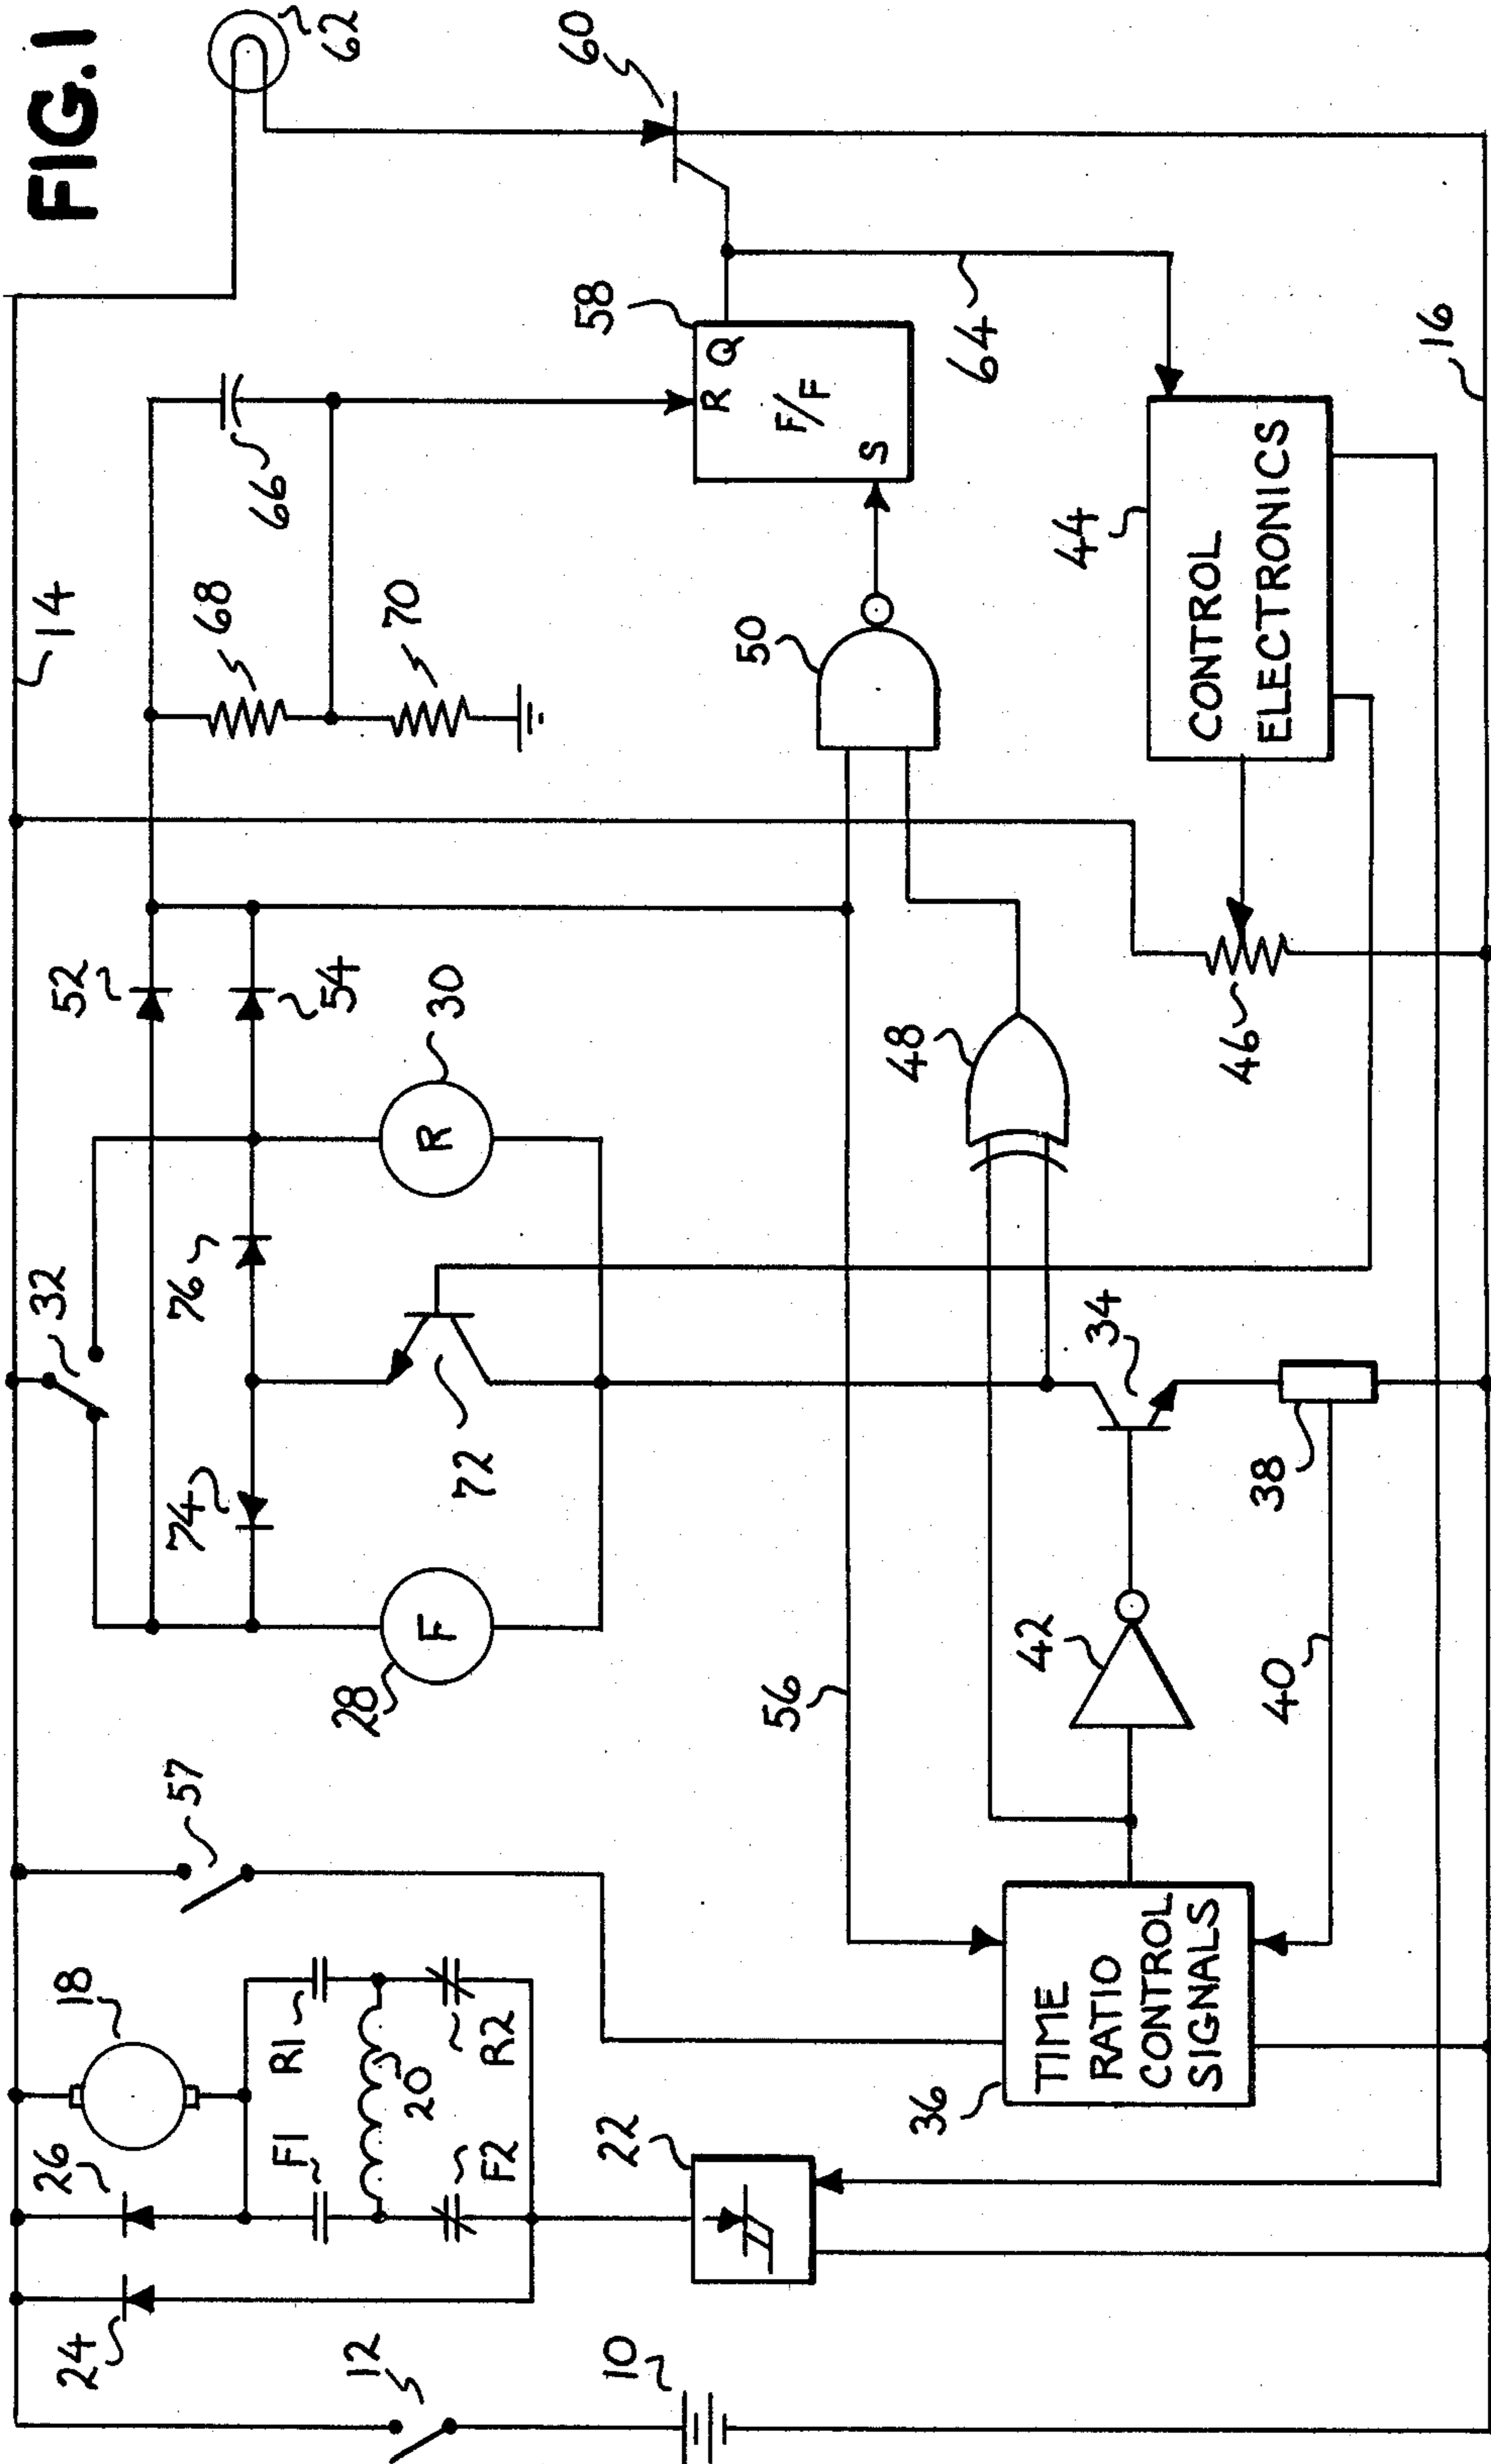 FIG.1
62
14
60
52
32
66
68
58
R Q
F/F
S
57
76
54
70
18
74
30
R
64
26
R1
72
50
24
F1
F
28
48
44
CONTROL
ELECTRONICS
16
20
R2
F2
56
46
12
22
34
42
10
36
TIME
RATIO
CONTROL
SIGNALS
38
40